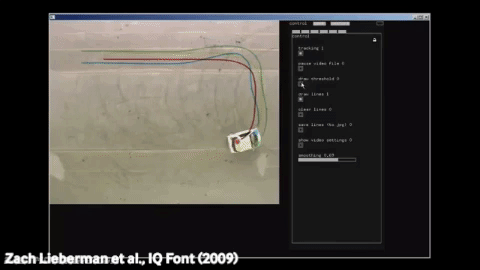 control
control
tracking 1
pause video file 0
draw threshold 0
draw lines 1
clear lines 0
save lines (to jpg) 0
show video settings 0
smoothing 0.69
Zach Lieberman et al., IQ Font (2009)